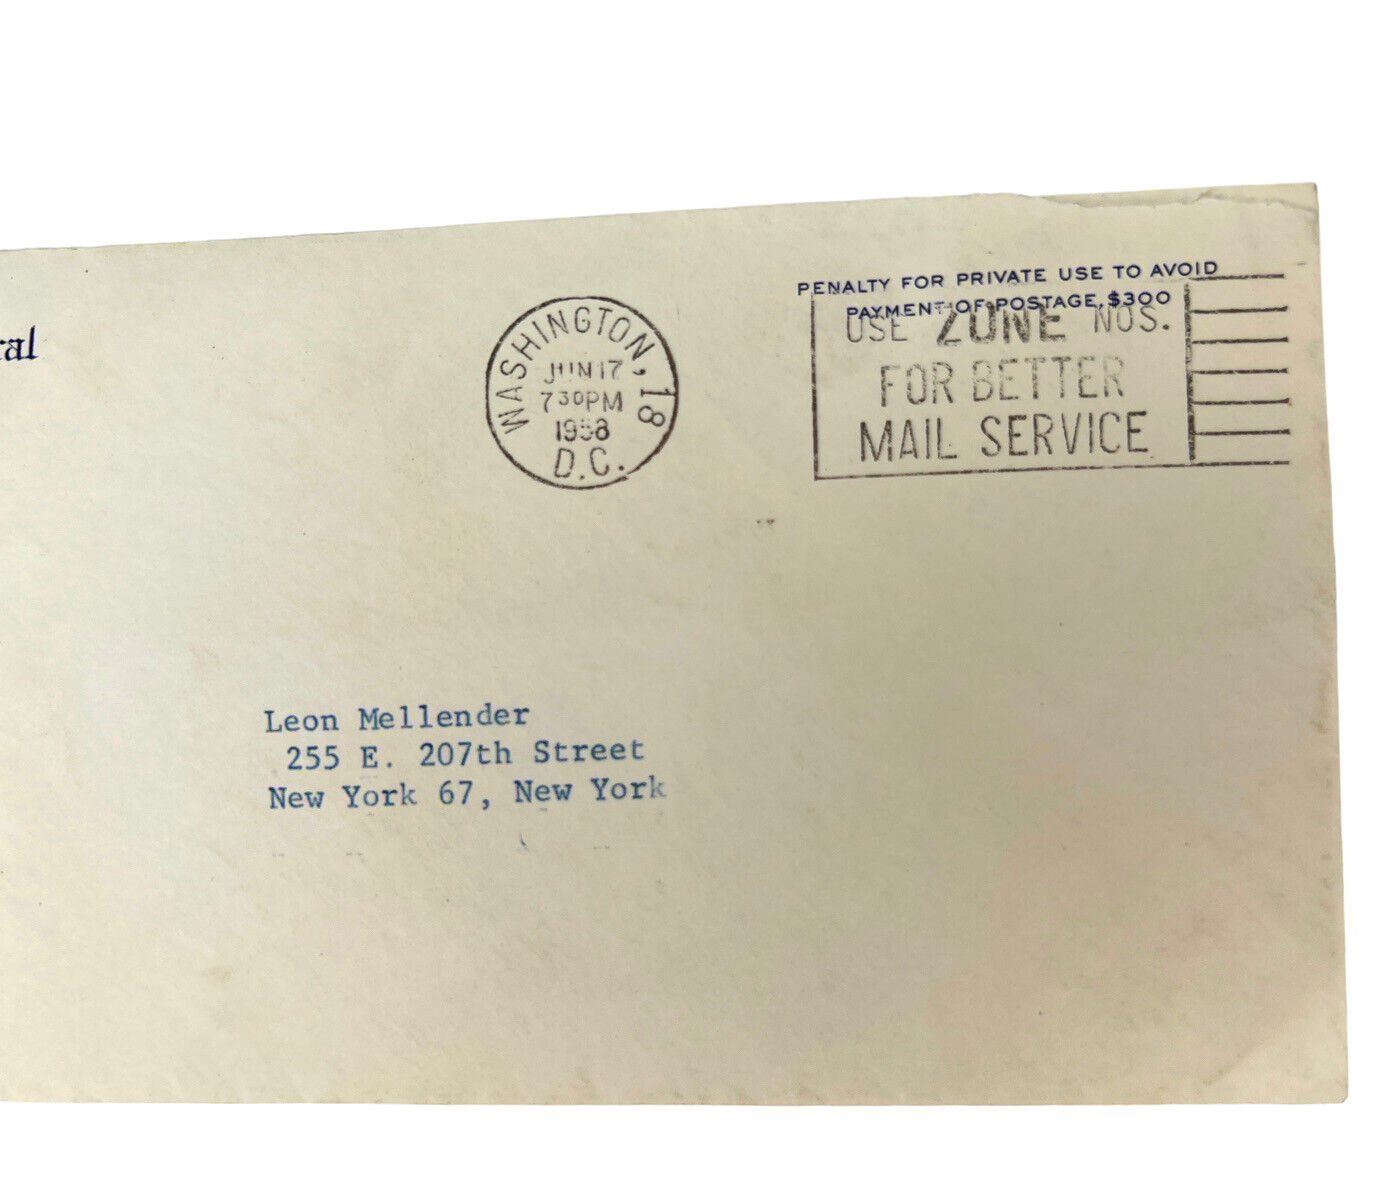 PENALTY FOR PRIVATE USE TO AVOID
PAYMENT OF POSTAGE, $300
ral
WASHINGTON, 18
JUN 17
7 30 PM
1958
D.C.
USE ZONE NOS.
FOR BETTER
MAIL SERVICE
Leon Mellender
255 E. 207th Street
New York 67, New York